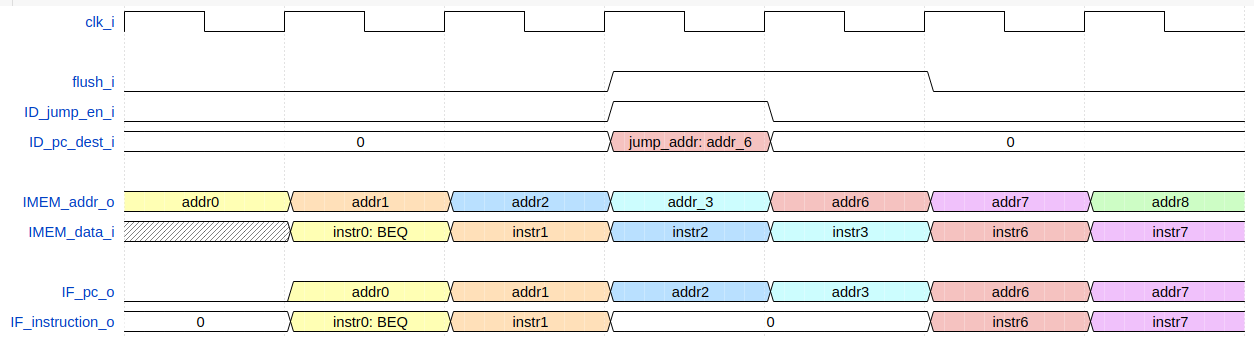 clk_i
flush_i
ID_jump_en_i
ID_pc_dest_i 0 jump_addr: addr_6 0
IMEM_addr_o addr0 addr1 addr2 addr_3 addr6 addr7 addr8
IMEM_data_i instr0: BEQ instr1 instr2 instr3 instr6 instr7
IF_pc_o addr0 addr1 addr2 addr3 addr6 addr7
IF_instruction_o 0 instr0: BEQ instr1 0 instr6 instr7